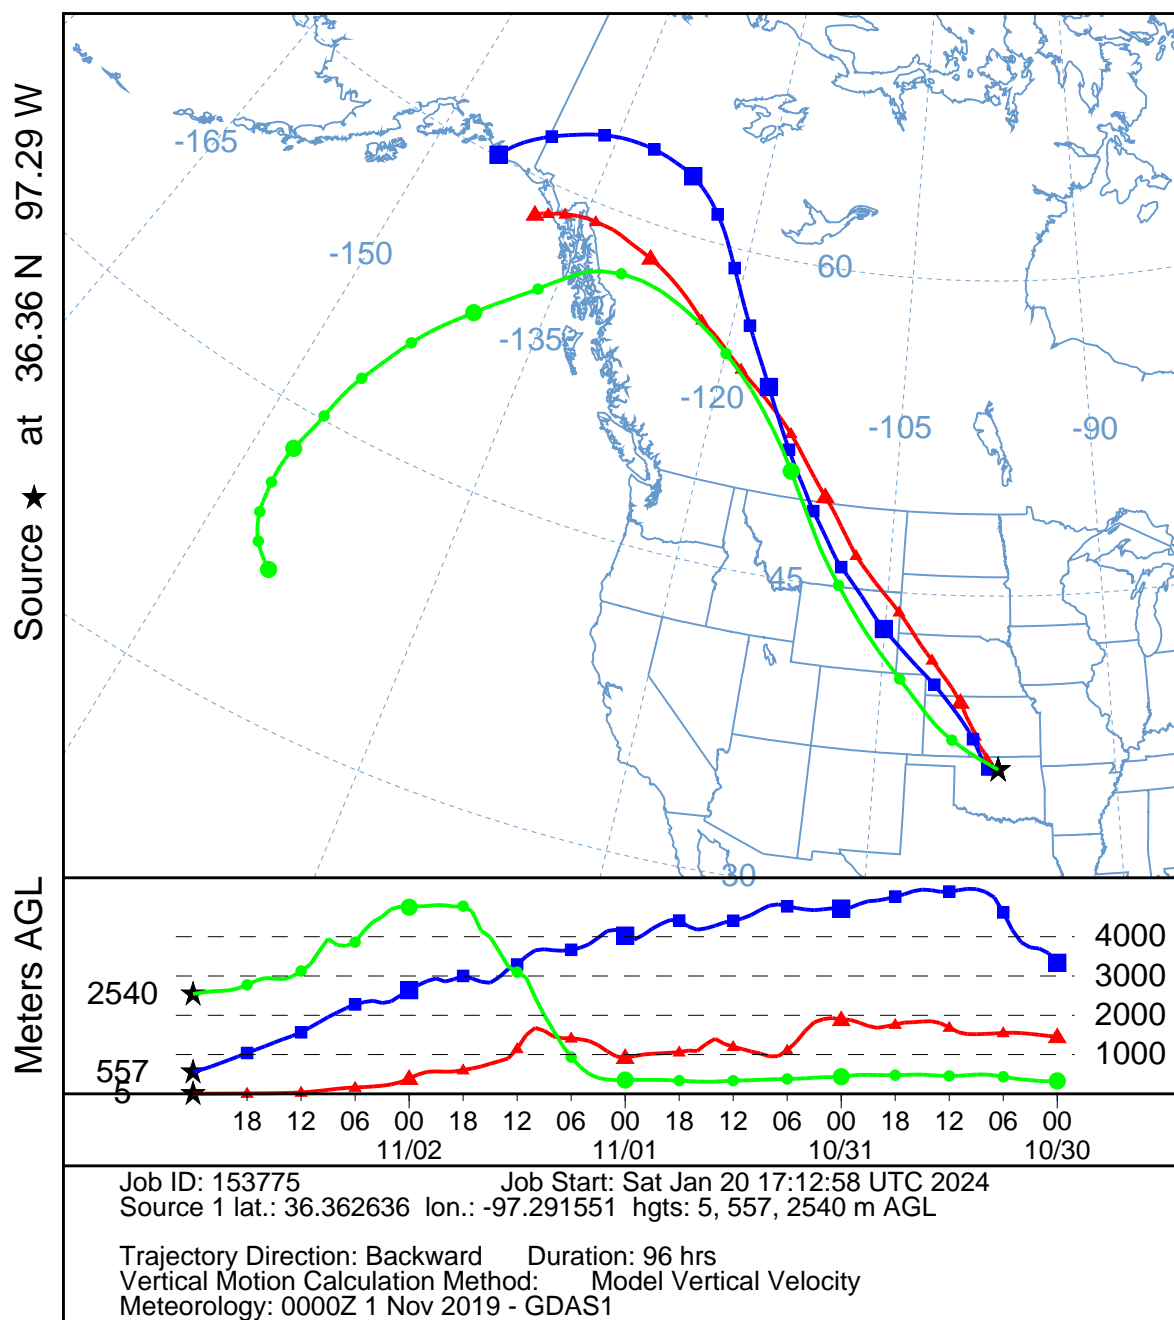 Source ★ at 36.36 N 97.29 W
-165
-150
-135
-120
-105
-90
60
45
30
Meters AGL
2540
557
5
4000
3000
2000
1000
18 12 06 00 18 12 06 00 18 12 06 00 18 12 06 00
11/02 11/01 10/31 10/30
Job ID: 153775 Job Start: Sat Jan 20 17:12:58 UTC 2024
Source 1 lat.: 36.362636 lon.: -97.291551 hgts: 5, 557, 2540 m AGL
Trajectory Direction: Backward Duration: 96 hrs
Vertical Motion Calculation Method: Model Vertical Velocity
Meteorology: 0000Z 1 Nov 2019 - GDAS1